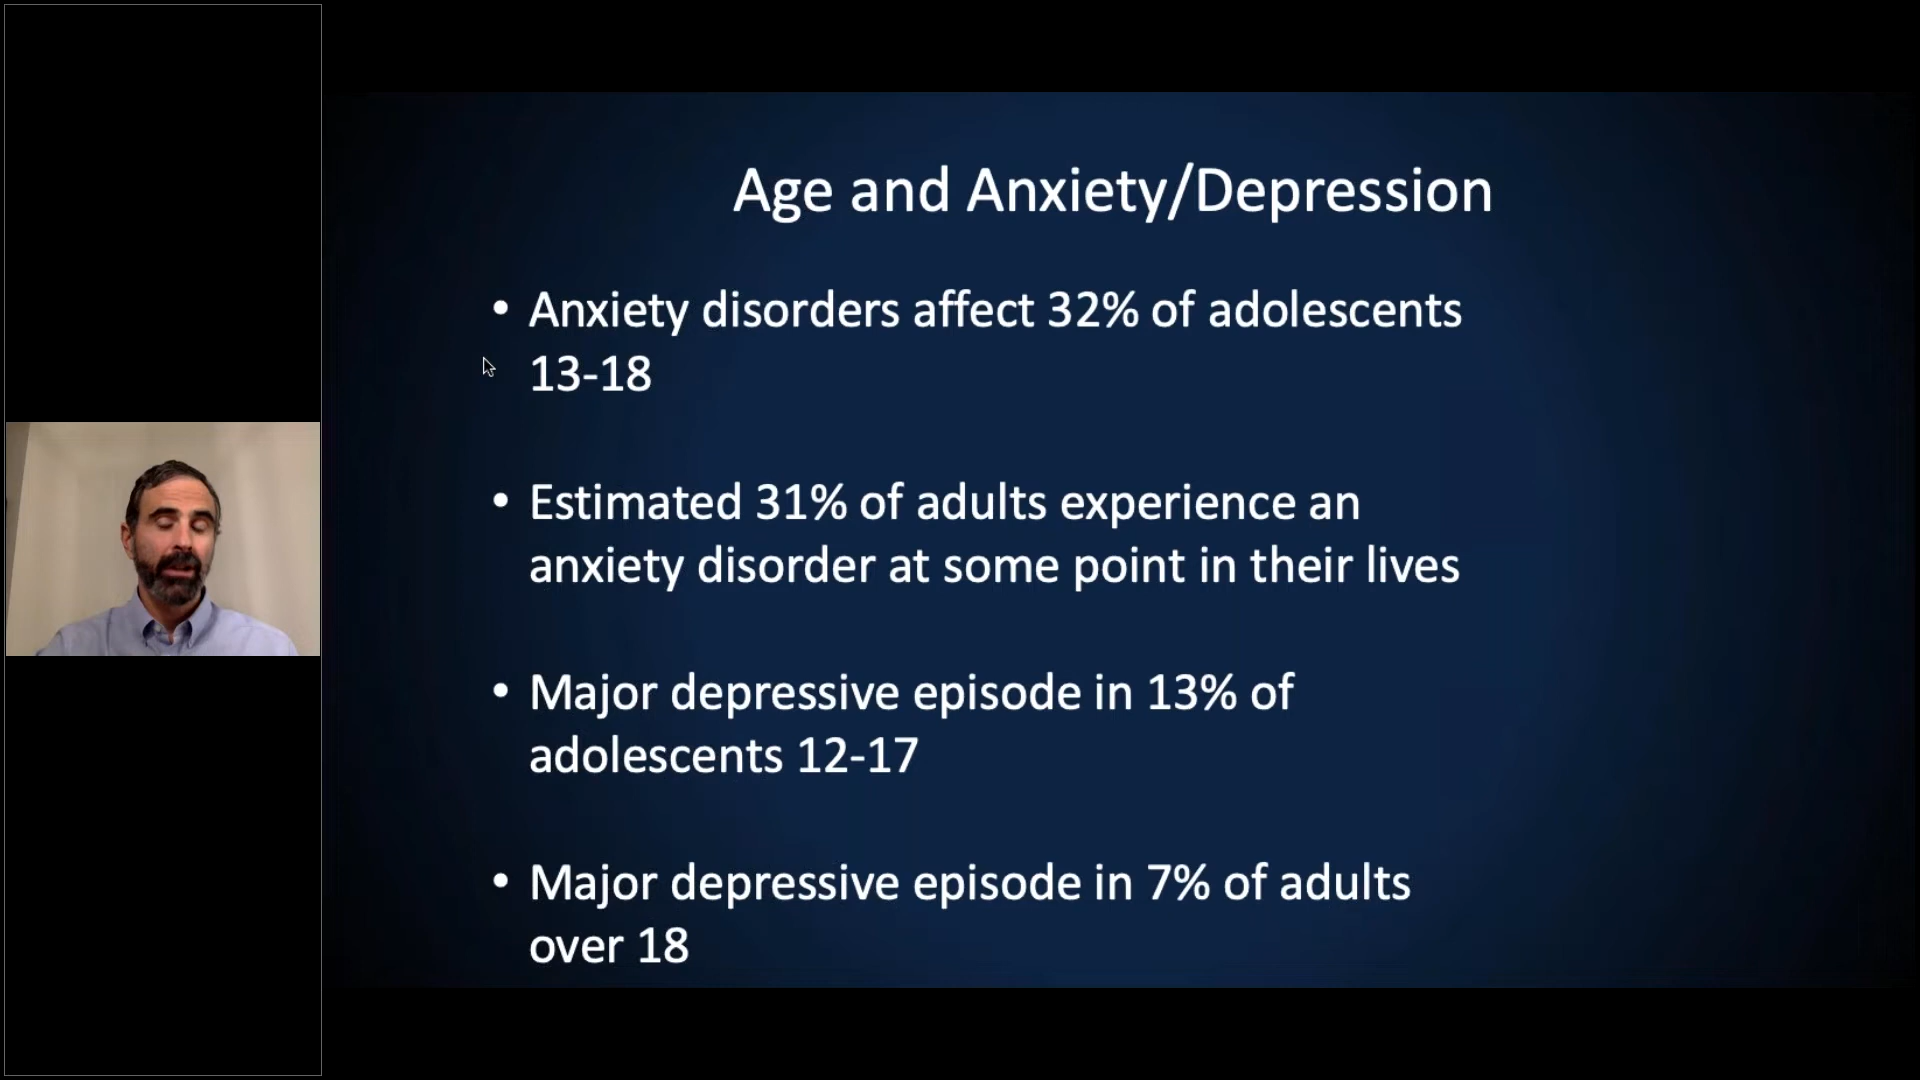 Age and Anxiety/Depression
• Anxiety disorders affect 32% of adolescents
13-18
• Estimated 31% of adults experience an
anxiety disorder at some point in their lives
• Major depressive episode in 13% of
adolescents 12-17
• Major depressive episode in 7% of adults
over 18